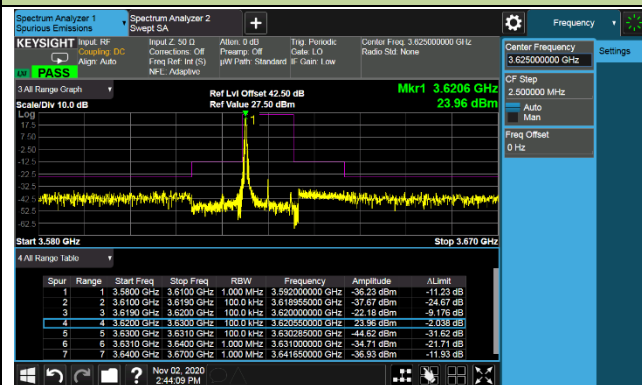 Spectrum Analyzer 1
Spurious Emissions
Spectrum Analyzer 2
Swept SA
Frequency
KEYSIGHT
Input: RF
Coupling: DC
Align: Auto
Input Z: 50 Ω
Corrections: Off
Freq Ref: Int (S)
NFE: Adaptive
Atten: 0 dB
Preamp: Off
µW Path: Standard
Trig: Periodic
Gate: LO
IF Gain: Low
Center Freq: 3.625000000 GHz
Radio Std: None
PASS
Center Frequency
3.625000000 GHz
Settings
CF Step
2.500000 MHz
Auto
Man
Freq Offset
0 Hz
3 All Range Graph
Scale/Div 10.0 dB
Ref Lvl Offset 42.50 dB
Ref Value 27.50 dBm
Mkr1 3.6206 GHz
23.96 dBm
Log
17.5
7.50
-2.50
-12.5
-22.5
-32.5
-42.5
-52.5
-62.5
1
Start 3.580 GHz
Stop 3.670 GHz
4 All Range Table
Spur Range Start Freq Stop Freq RBW Frequency Amplitude ΔLimit
1 1 3.5800 GHz 3.6100 GHz 1.000 MHz 3.592000000 GHz -36.23 dBm -11.23 dB
2 2 3.6100 GHz 3.6190 GHz 100.0 kHz 3.618955000 GHz -37.67 dBm -24.67 dB
3 3 3.6190 GHz 3.6200 GHz 100.0 kHz 3.620000000 GHz -22.18 dBm -9.176 dB
4 4 3.6200 GHz 3.6300 GHz 100.0 kHz 3.620550000 GHz 23.96 dBm -2.038 dB
5 5 3.6300 GHz 3.6310 GHz 100.0 kHz 3.630285000 GHz -44.62 dBm -31.62 dB
6 6 3.6310 GHz 3.6400 GHz 1.000 MHz 3.631000000 GHz -34.71 dBm -21.71 dB
7 7 3.6400 GHz 3.6700 GHz 1.000 MHz 3.641650000 GHz -36.93 dBm -11.93 dB
Nov 02, 2020
2:44:09 PM